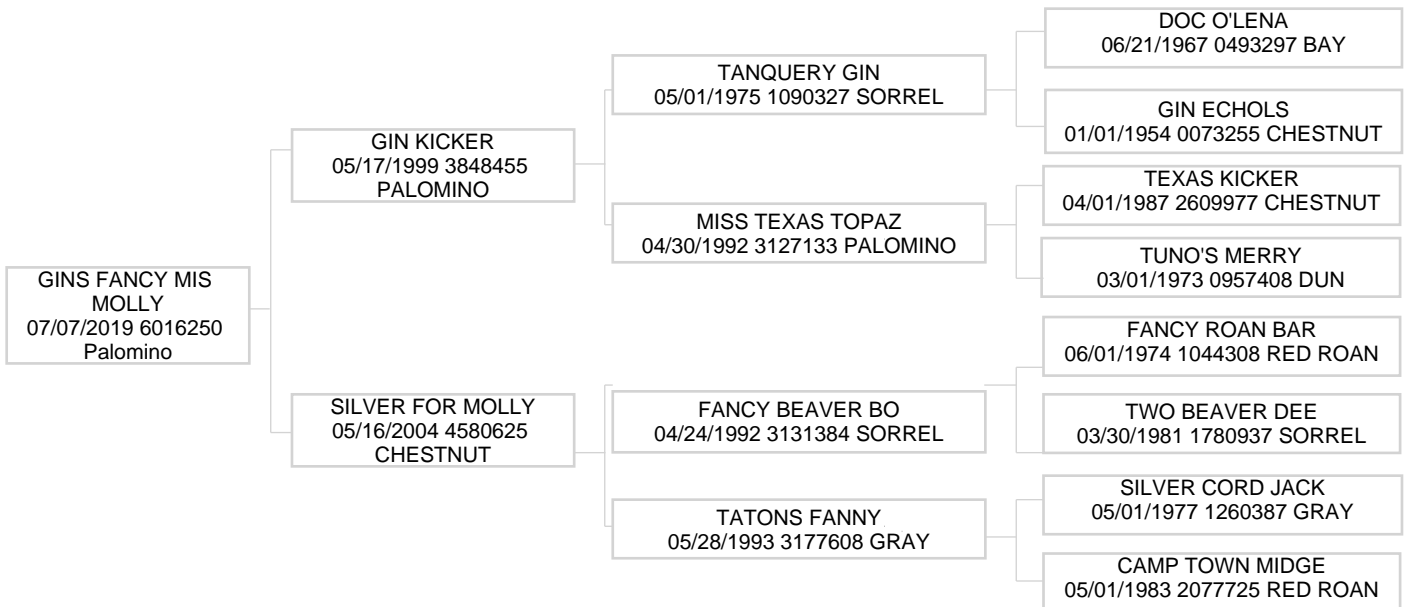 GINS FANCY MIS
MOLLY
07/07/2019 6016250
Palomino
GIN KICKER
05/17/1999 3848455
PALOMINO
SILVER FOR MOLLY
05/16/2004 4580625
CHESTNUT
TANQUERY GIN
05/01/1975 1090327 SORREL
MISS TEXAS TOPAZ
04/30/1992 3127133 PALOMINO
FANCY BEAVER BO
04/24/1992 3131384 SORREL
TATONS FANNY
05/28/1993 3177608 GRAY
DOC O'LENA
06/21/1967 0493297 BAY
GIN ECHOLS
01/01/1954 0073255 CHESTNUT
TEXAS KICKER
04/01/1987 2609977 CHESTNUT
TUNO'S MERRY
03/01/1973 0957408 DUN
FANCY ROAN BAR
06/01/1974 1044308 RED ROAN
TWO BEAVER DEE
03/30/1981 1780937 SORREL
SILVER CORD JACK
05/01/1977 1260387 GRAY
CAMP TOWN MIDGE
05/01/1983 2077725 RED ROAN